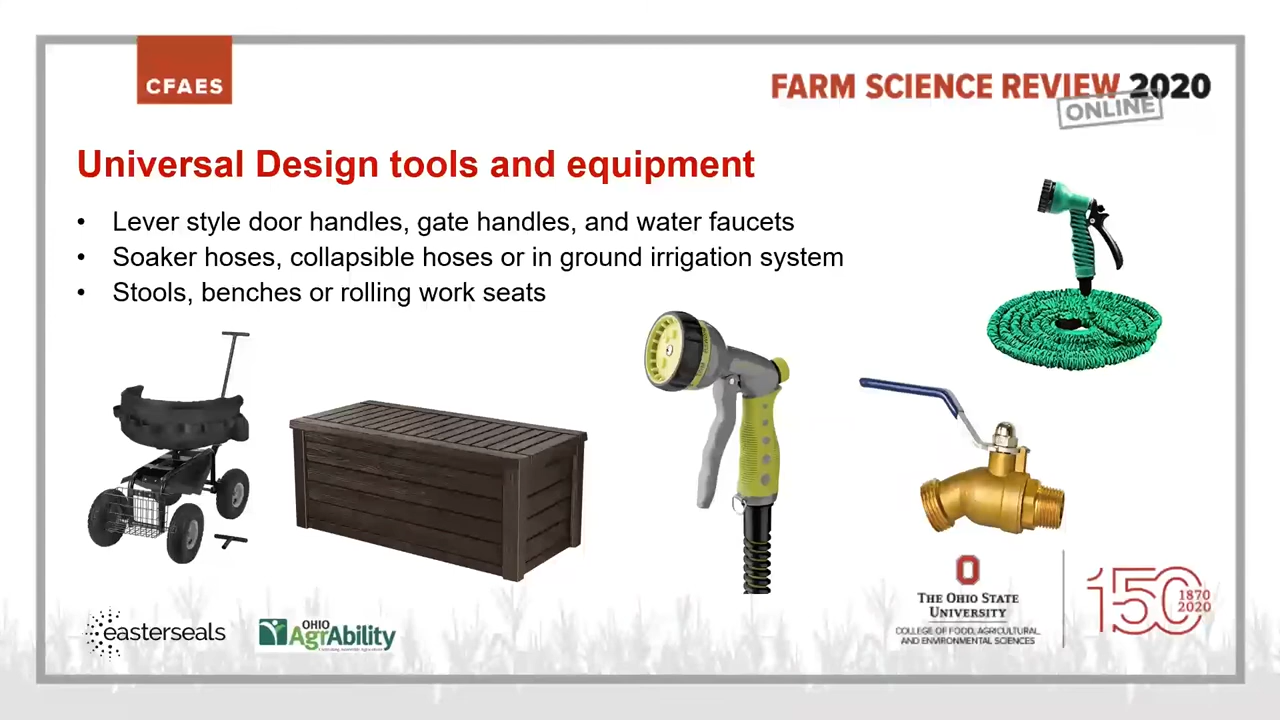 CFAES
FARM SCIENCE REVIEW 2020
ONLINE
Universal Design tools and equipment
• Lever style door handles, gate handles, and water faucets
• Soaker hoses, collapsible hoses or in ground irrigation system
• Stools, benches or rolling work seats
easterseals
OHIO
AgrAbility
THE OHIO STATE
UNIVERSITY
COLLEGE OF FOOD, AGRICULTURAL,
AND ENVIRONMENTAL SCIENCES
150
1870
2020